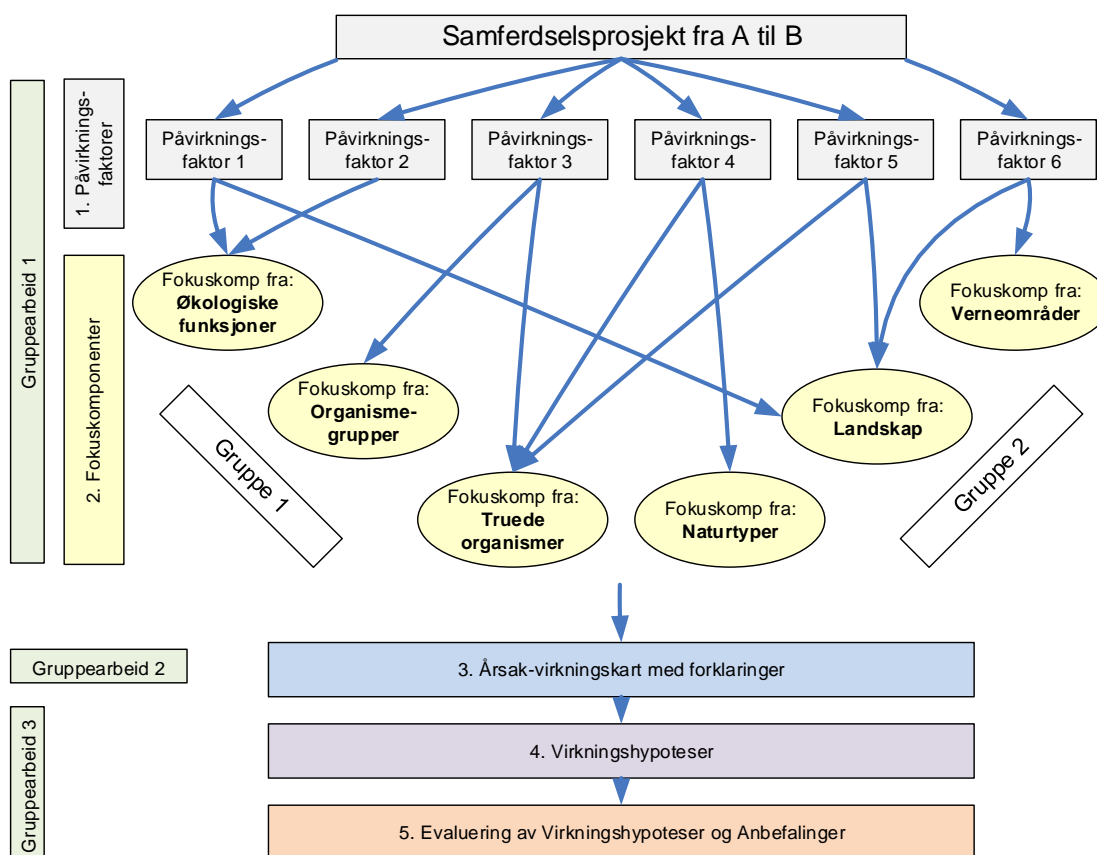 Samferdselsprosjekt fra A til B
Gruppearbeid 1
1. Påvirknings-
faktorer
Påvirknings-
faktor 1
Påvirknings-
faktor 2
Påvirknings-
faktor 3
Påvirknings-
faktor 4
Påvirknings-
faktor 5
Påvirknings-
faktor 6
2. Fokuskomponenter
Fokuskomp fra:
Økologiske
funksjoner
Fokuskomp fra:
Verneområder
Fokuskomp fra:
Organisme-
grupper
Fokuskomp fra:
Landskap
Gruppe 1
Gruppe 2
Fokuskomp fra:
Truede
organismer
Fokuskomp fra:
Naturtyper
Gruppearbeid 2
3. Årsak-virkningskart med forklaringer
Gruppearbeid 3
4. Virkningshypoteser
5. Evaluering av Virkningshypoteser og Anbefalinger